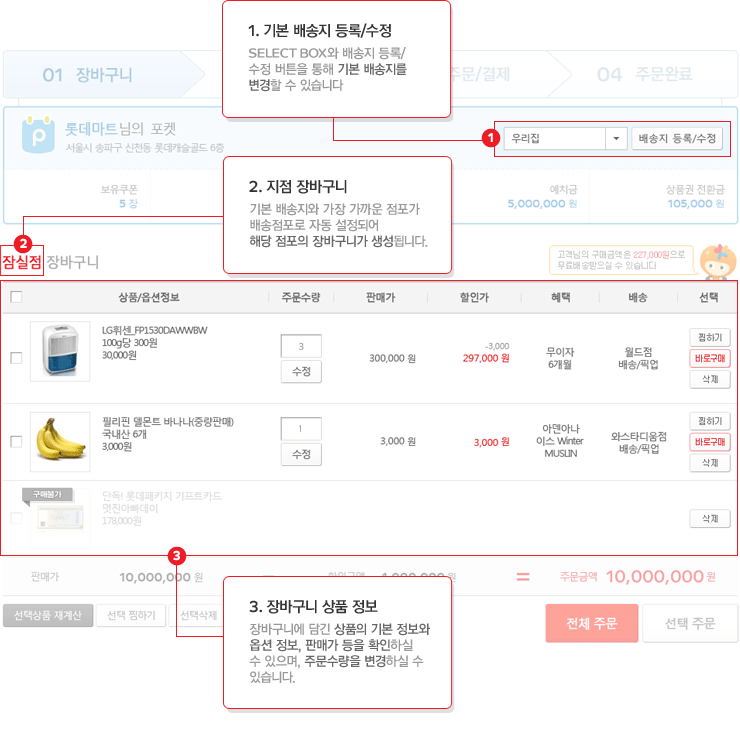 1. 기본 배송지 등록/수정
SELECT BOX와 배송지 등록/
수정 버튼을 통해 기본 배송지를
변경할 수 있습니다
01 장바구니
주문/결제
04 주문완료
롯데마트님의 포켓
서울시 송파구 신천동 롯데캐슬골드 6층
1
우리집
배송지 등록/수정
보유쿠폰
5 장
예치금
5,000,000 원
상품권 전환금
105,000 원
2. 지점 장바구니
기본 배송지와 가장 가까운 점포가
배송점포로 자동 설정되어
해당 점포의 장바구니가 생성됩니다.
2
잠실점 장바구니
고객님의 구매금액은 227,000원으로
무료배송받으실 수 있습니다
상품/옵션정보 주문수량 판매가 할인가 혜택 배송 선택
LG휘센_FP1530DAWWBW
100g당 300원
30,000원
3
수정
300,000 원
-3,000
297,000 원
무이자
6개월
월드점
배송/픽업
찜하기
바로구매
삭제
필리핀 델몬트 바나나(중량판매)
국내산 6개
3,000원
1
수정
3,000 원
3,000 원
아덴아나
이스 Winter
MUSLIN
와스타디움점
배송/픽업
찜하기
바로구매
삭제
구매불가
단독! 롯데패키지 기프트카드
멋진아빠데이
178,000원
삭제
3
판매가 10,000,000 원
원
= 주문금액 10,000,000 원
선택상품 재계산 선택 찜하기 선택삭제
전체 주문 선택 주문
3. 장바구니 상품 정보
장바구니에 담긴 상품의 기본 정보와
옵션 정보, 판매가 등을 확인하실
수 있으며, 주문수량을 변경하실 수
있습니다.